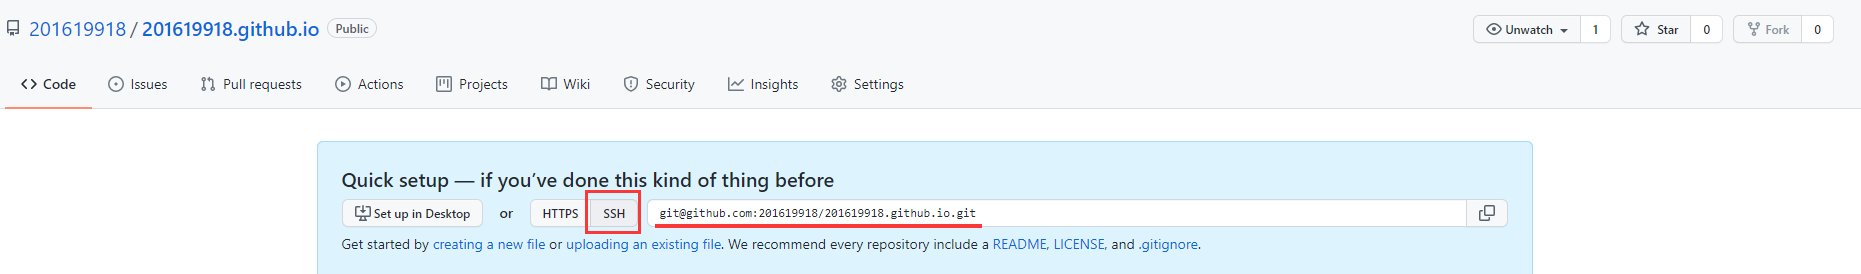 201619918 / 201619918.github.io Public Unwatch 1 Star 0 Fork 0
Code Issues Pull requests Actions Projects Wiki Security Insights Settings
Quick setup — if you've done this kind of thing before
Set up in Desktop or HTTPS SSH git@github.com:201619918/201619918.github.io.git
Get started by creating a new file or uploading an existing file. We recommend every repository include a README, LICENSE, and .gitignore.